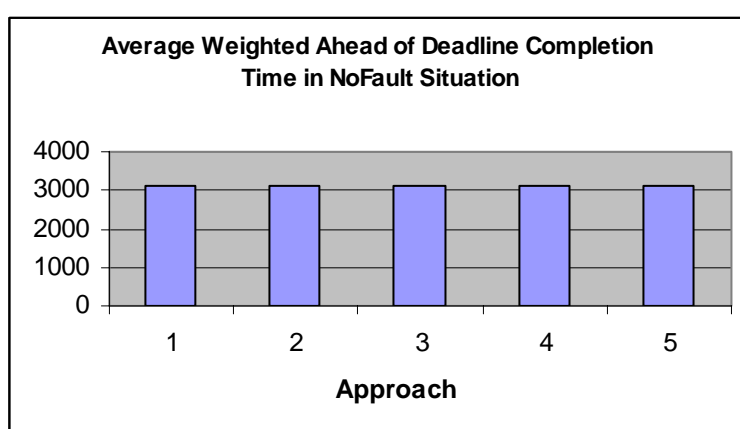 Average Weighted Ahead of Deadline Completion
Time in NoFault Situation
4000
3000
2000
1000
0
1 2 3 4 5
Approach